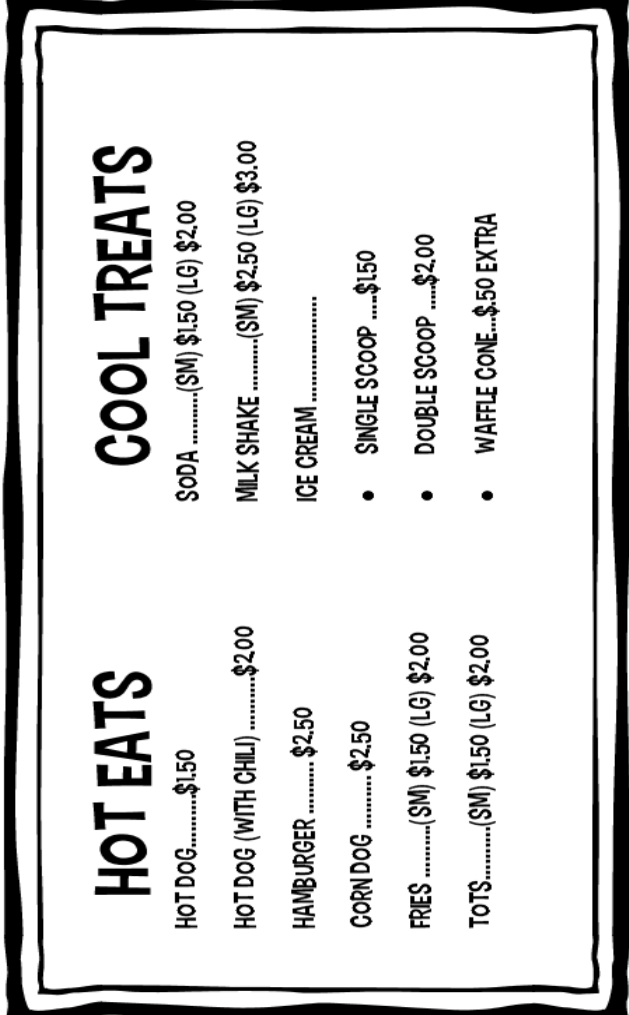 HOT EATS
HOT DOG...........$1.50
HOT DOG (WITH CHILI) ...........$2.00
HAMBURGER ........... $2.50
CORN DOG ........... $2.50
FRIES ...........(SM) $1.50 (LG) $2.00
TOTS...........(SM) $1.50 (LG) $2.00
COOL TREATS
SODA ...........(SM) $1.50 (LG) $2.00
MILK SHAKE ...........(SM) $2.50 (LG) $3.00
ICE CREAM.......................
• SINGLE SCOOP .....$1.50
• DOUBLE SCOOP .....$2.00
• WAFFLE CONE...$.50 EXTRA